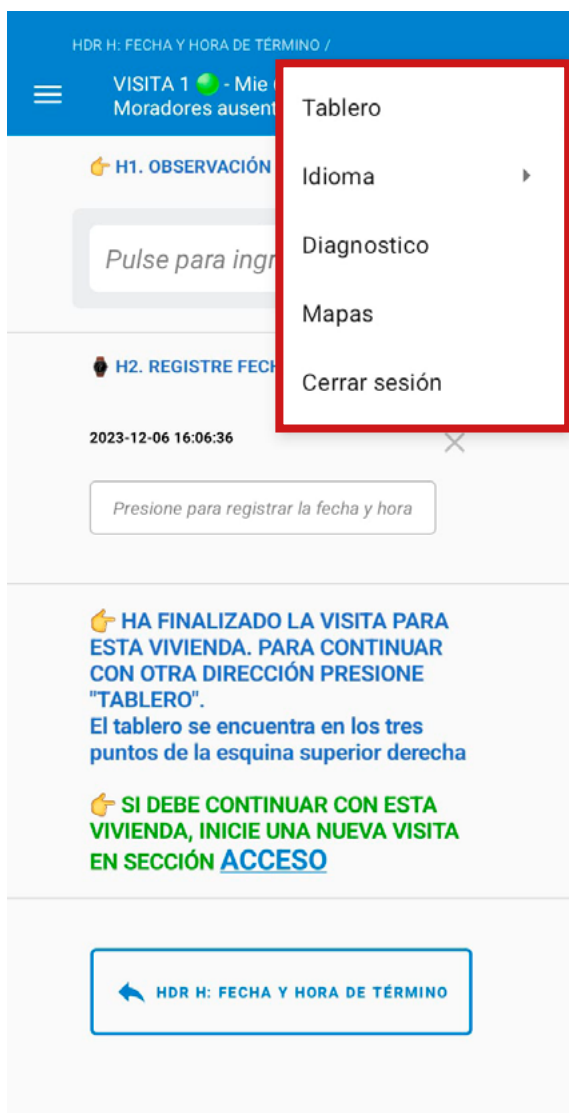 HDR H: FECHA Y HORA DE TÉRMINO /
VISITA 1 - Mie
Moradores ausent
Tablero
Idioma
Diagnostico
Mapas
Cerrar sesión
H1. OBSERVACIÓN
Pulse para ingr
H2. REGISTRE FECH
2023-12-06 16:06:36
Presione para registrar la fecha y hora
HA FINALIZADO LA VISITA PARA
ESTA VIVIENDA. PARA CONTINUAR
CON OTRA DIRECCIÓN PRESIONE
"TABLERO".
El tablero se encuentra en los tres
puntos de la esquina superior derecha
SI DEBE CONTINUAR CON ESTA
VIVIENDA, INICIE UNA NUEVA VISITA
EN SECCIÓN ACCESO
HDR H: FECHA Y HORA DE TÉRMINO